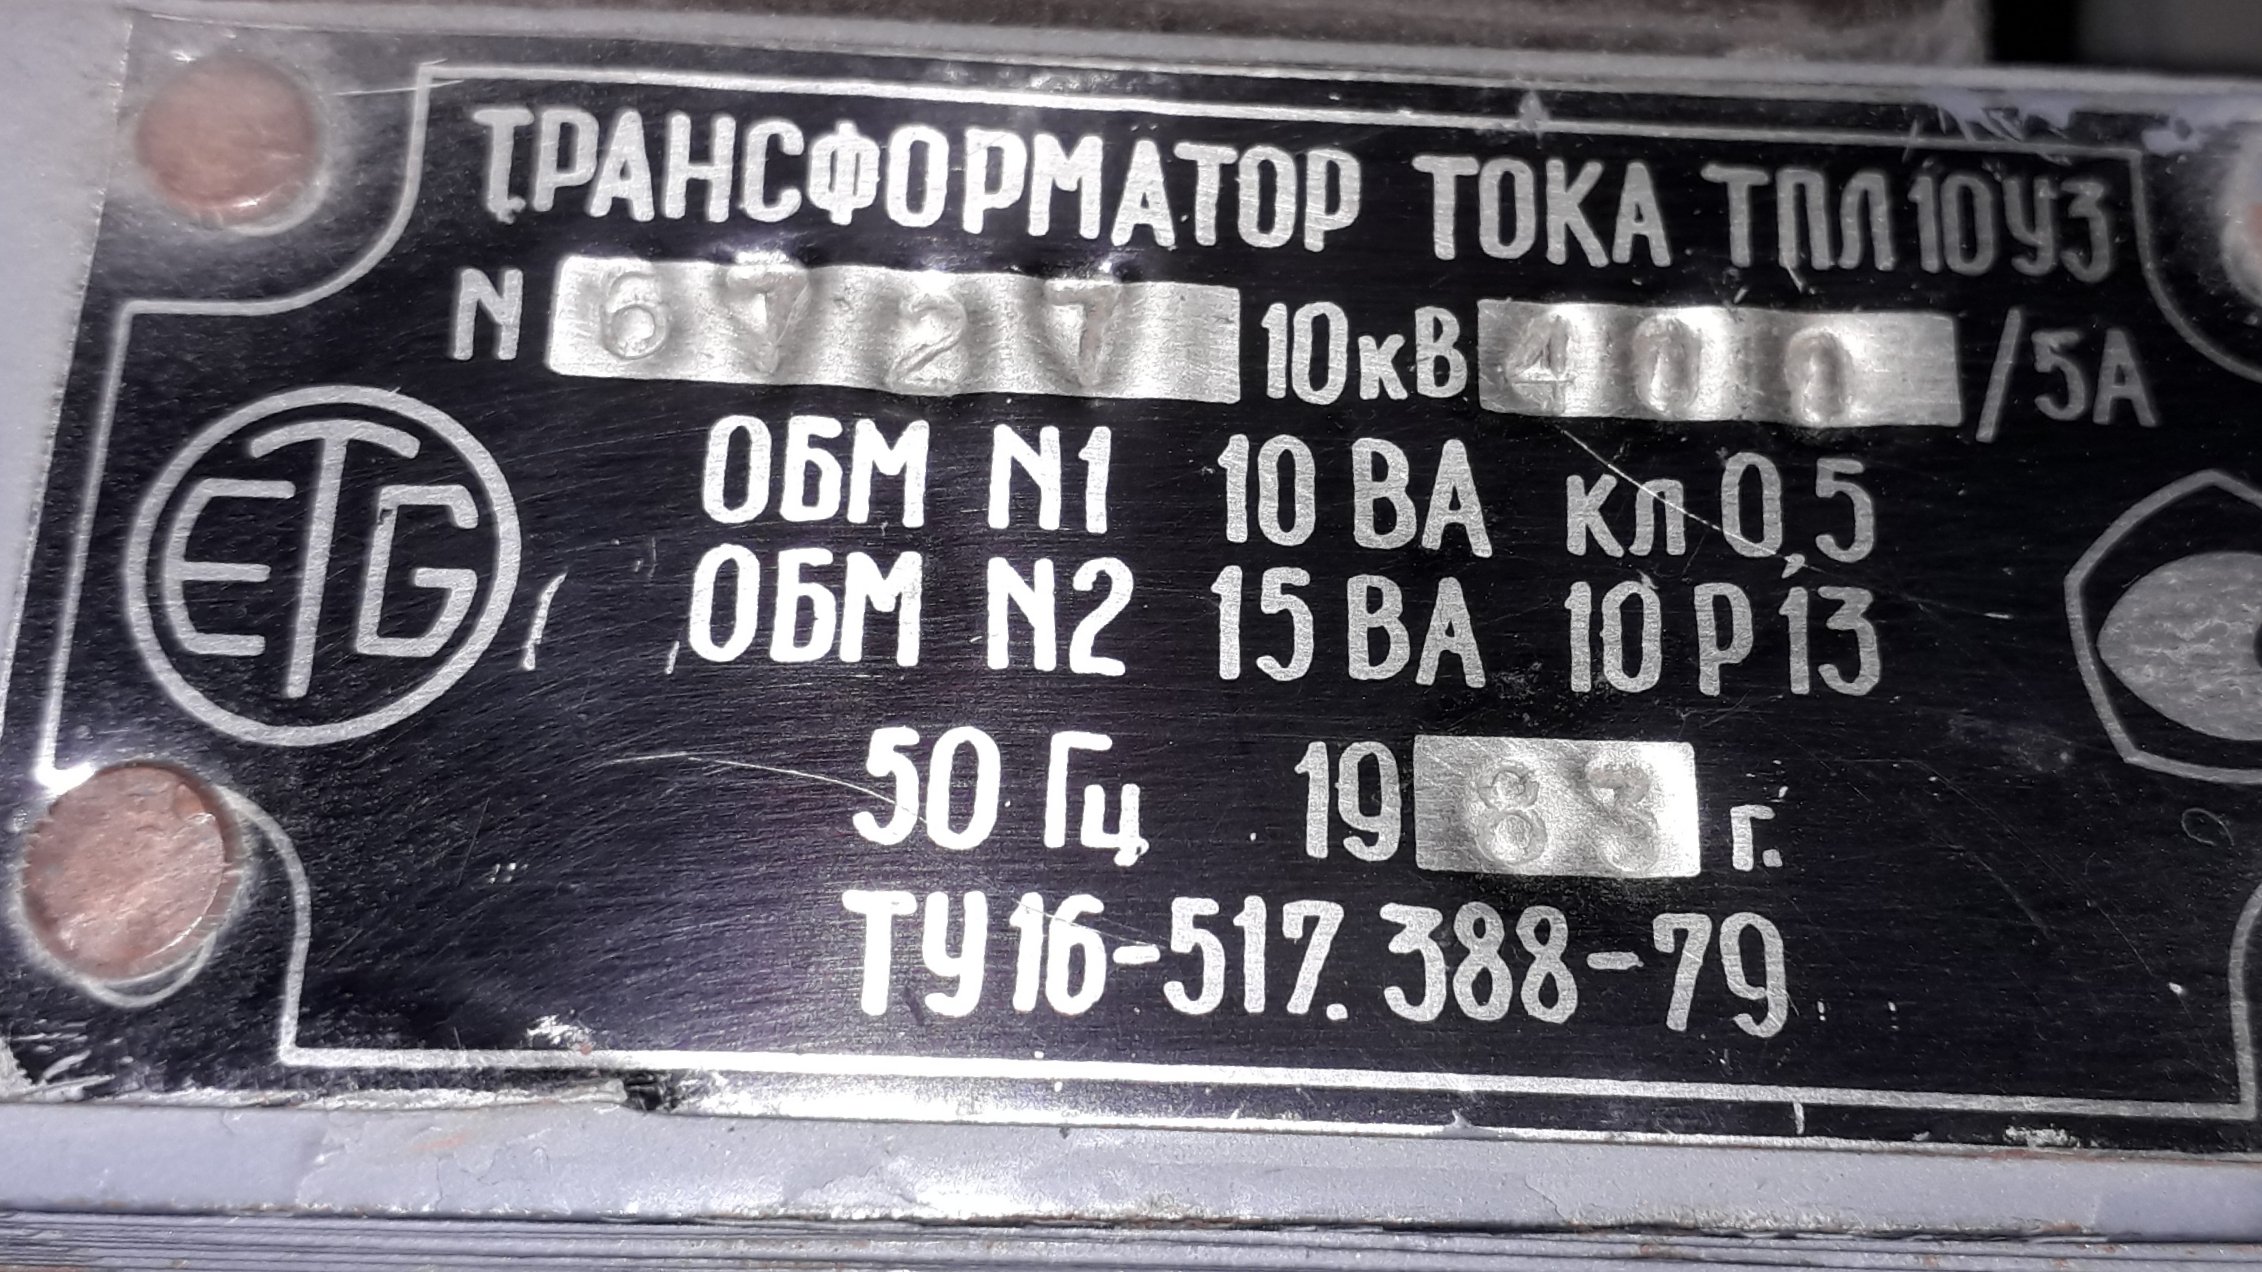 ТРАНСФОРМАТОР ТОКА ТПЛ10У3
N 6727 10кВ 400 /5А
ETG
ОБМ N1 10 ВА кл 0,5
ОБМ N2 15 ВА 10 Р 13
50 Гц 1983 г.
ТУ16-517.388-79